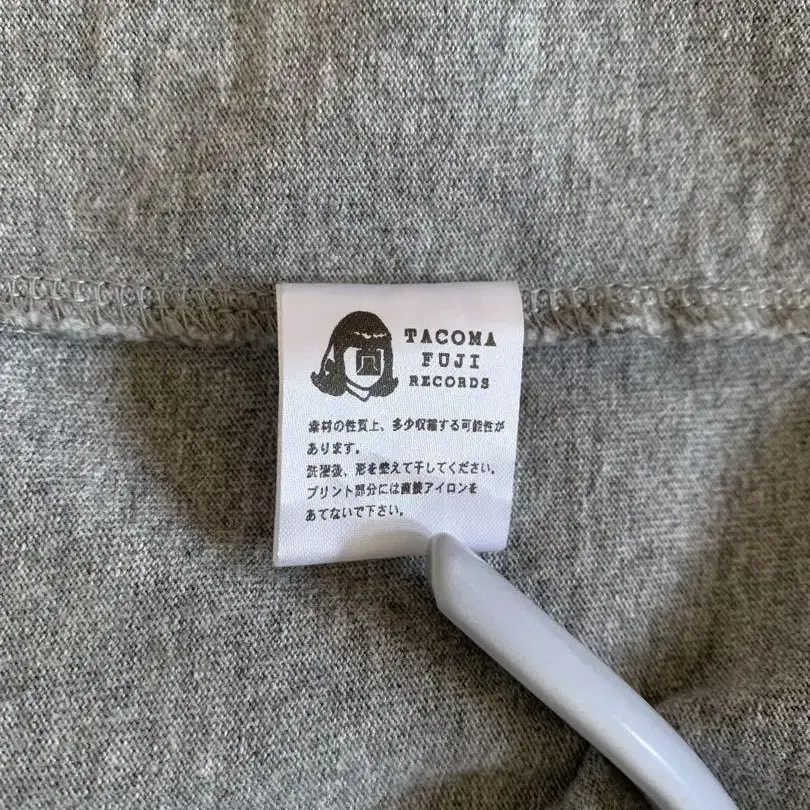 TACOMA
FUJI
RECORDS
素材の性質上、多少収縮する可能性が
あります。
洗濯後、形を整えて干してください。
プリント部分には直接アイロンを
あてないで下さい。